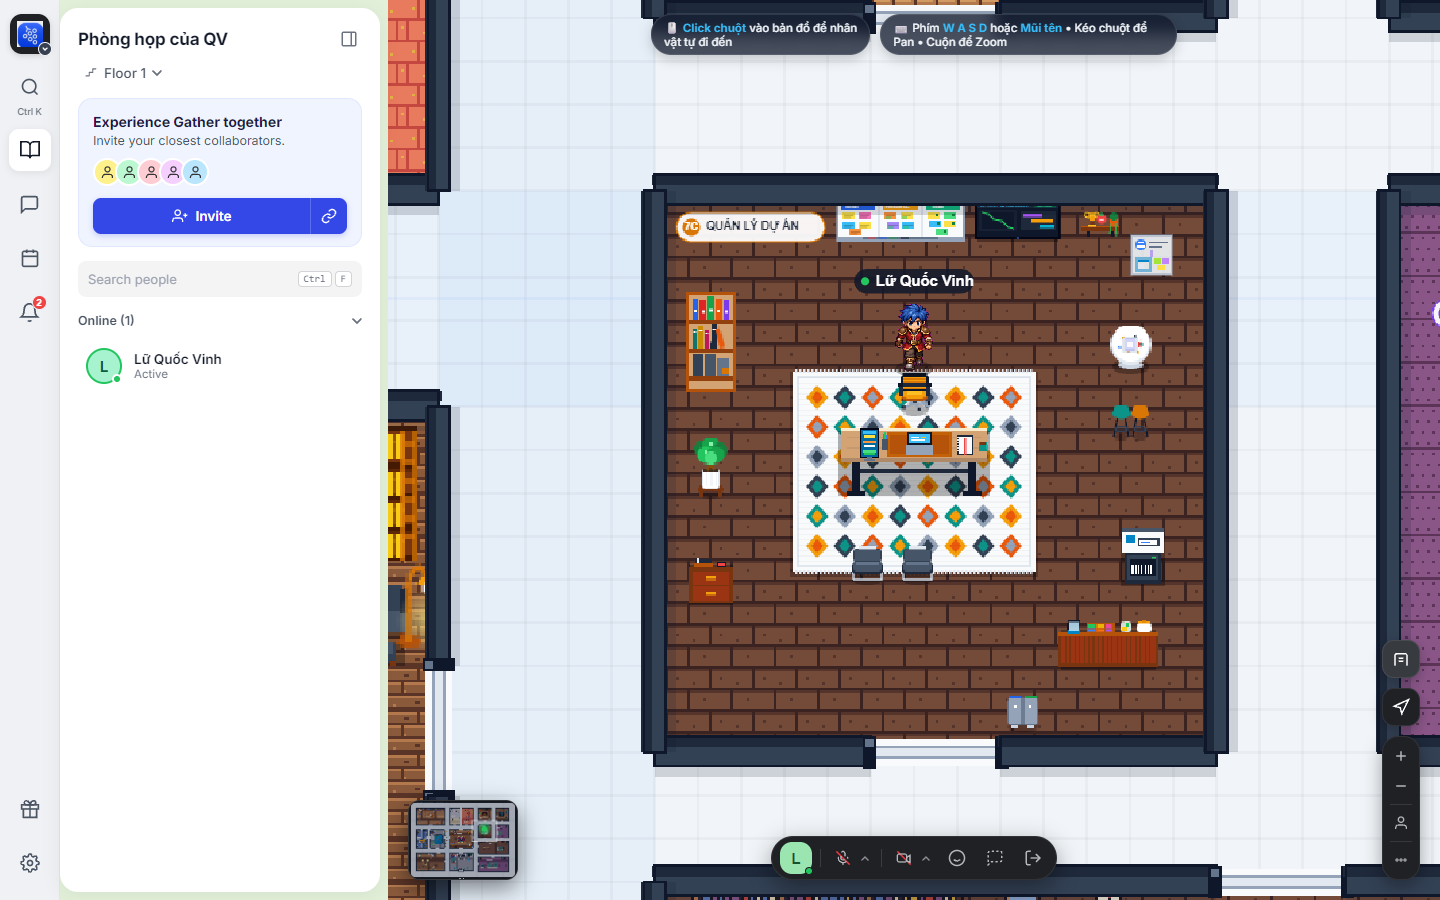 Phòng họp của QV
Floor 1
Ctrl K
Experience Gather together
Invite your closest collaborators.
Invite
Search people
Ctrl F
2
Online (1)
L
Lữ Quốc Vinh
Active
Click chuột vào bản đồ để nhân
vật tự đi đến
Phím W A S D hoặc Mũi tên • Kéo chuột để
Pan • Cuộn để Zoom
QUẢN LÝ DỰ ÁN
Lữ Quốc Vinh
L